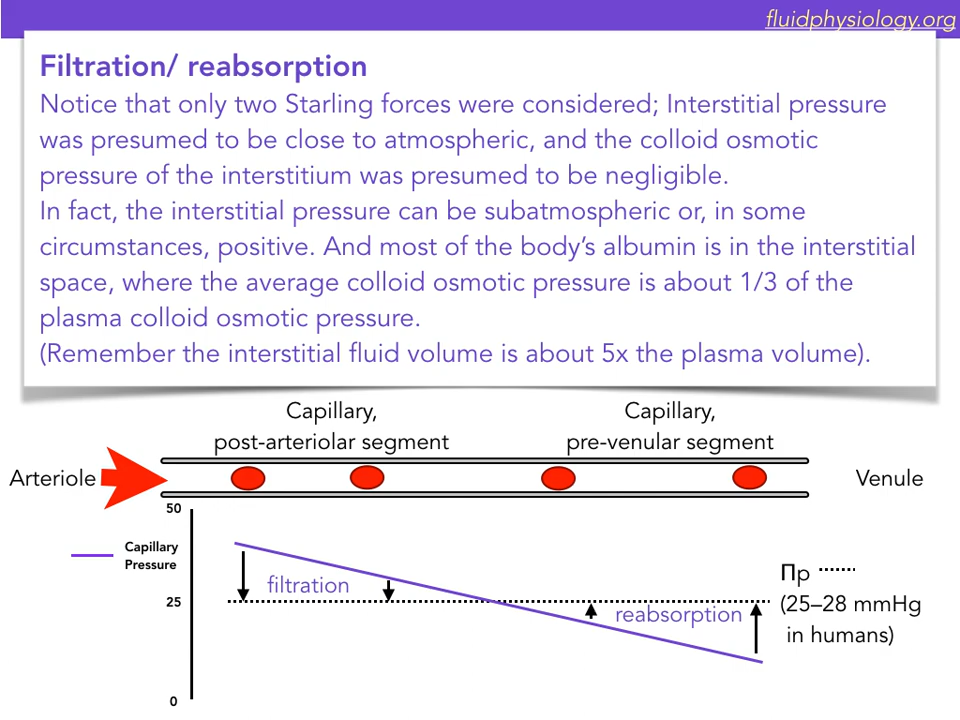 fluidphysiology.org
Filtration/ reabsorption
Notice that only two Starling forces were considered; Interstitial pressure
was presumed to be close to atmospheric, and the colloid osmotic
pressure of the interstitium was presumed to be negligible.
In fact, the interstitial pressure can be subatmospheric or, in some
circumstances, positive. And most of the body’s albumin is in the interstitial
space, where the average colloid osmotic pressure is about 1/3 of the
plasma colloid osmotic pressure.
(Remember the interstitial fluid volume is about 5x the plasma volume).
Capillary,
post-arteriolar segment
Capillary,
pre-venular segment
Arteriole
Venule
50
Capillary
Pressure
filtration
25
reabsorption
Πp
(25–28 mmHg
in humans)
0